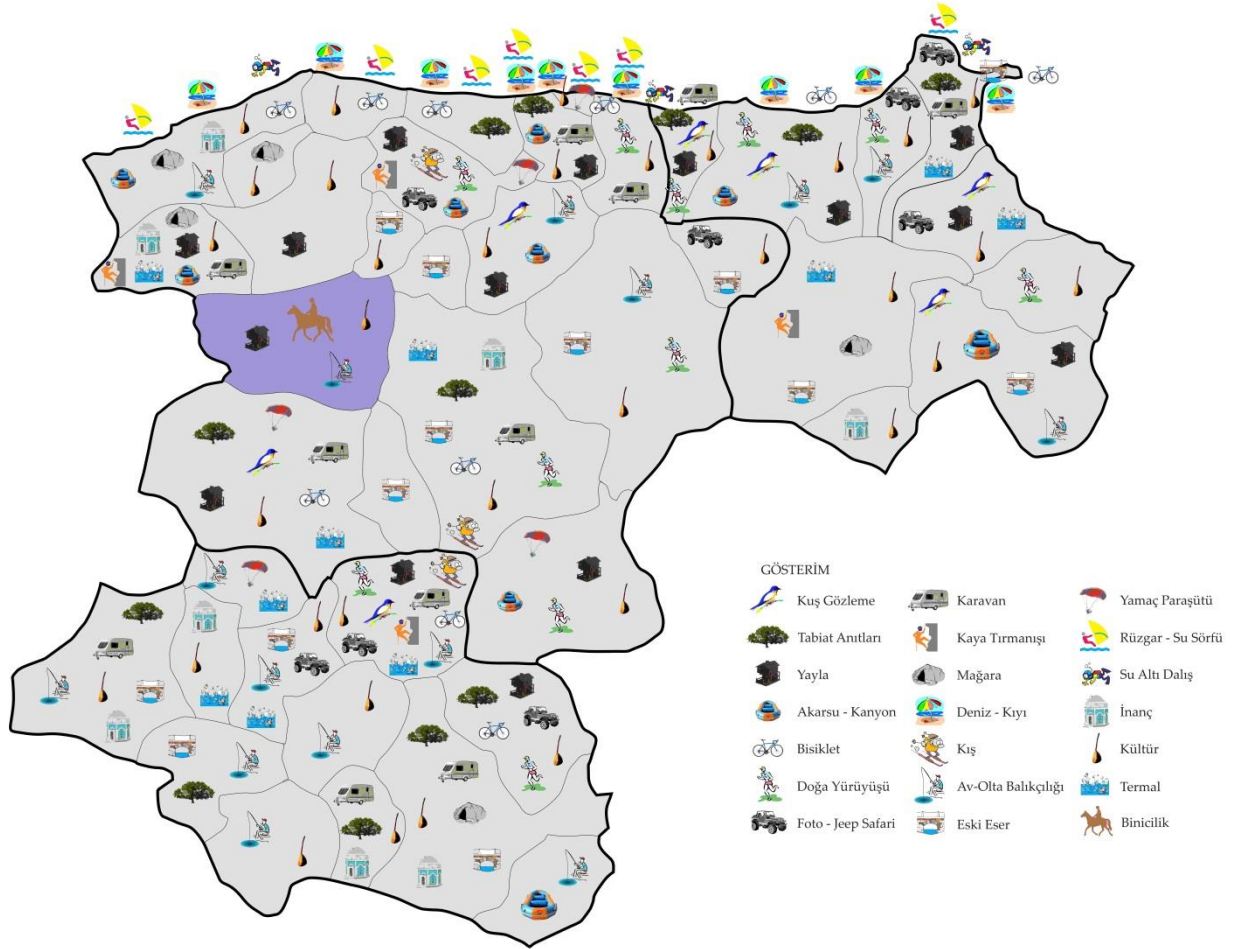 GÖSTERİM
Kuş Gözleme
Karavan
Yamaç Paraşütü
Tabiat Anıtları
Kaya Tırmanışı
Rüzgar - Su Sörfü
Yayla
Mağara
Su Altı Dalış
Akarsu - Kanyon
Deniz - Kıyı
İnanç
Bisiklet
Kış
Kültür
Doğa Yürüyüşü
Av-Olta Balıkçılığı
Termal
Foto - Jeep Safari
Eski Eser
Binicilik